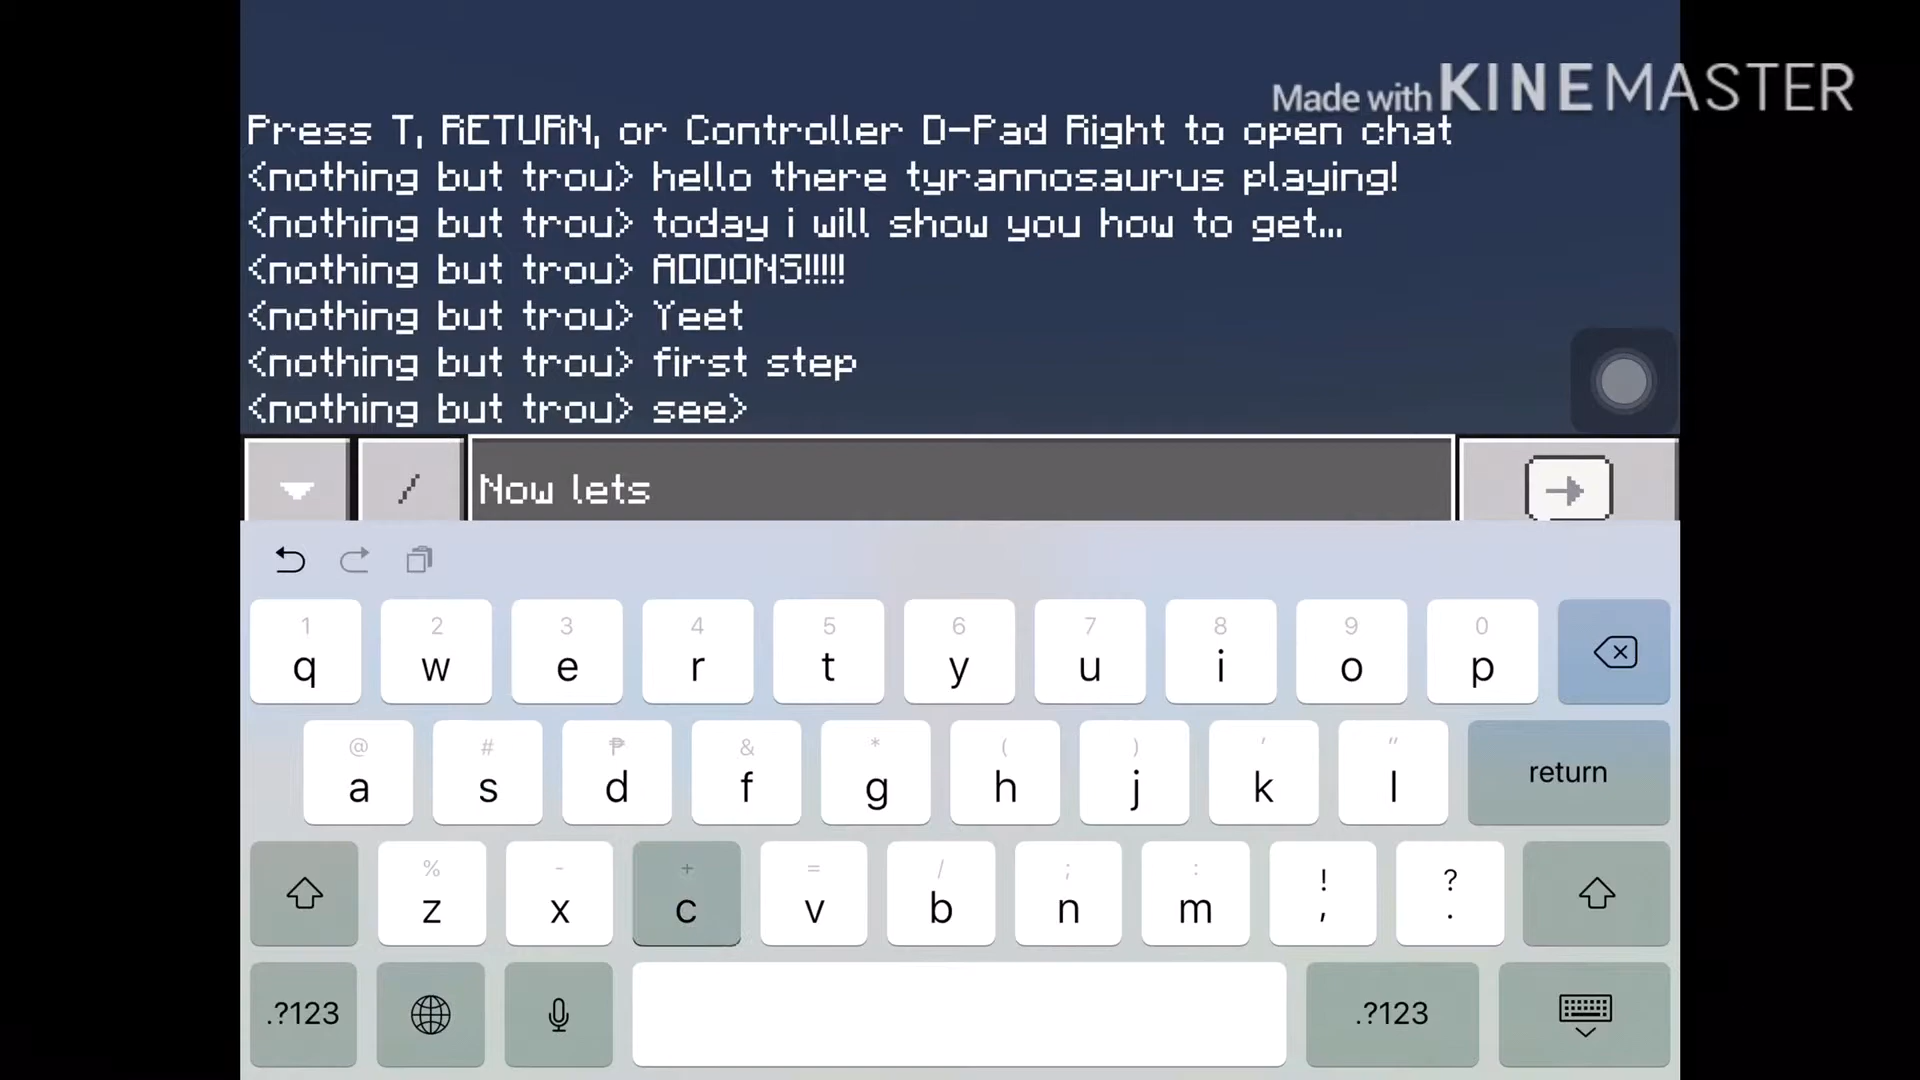 Made with KINEMASTER
Press T, RETURN, or Controller D-Pad Right to open chat
<nothing but trou> hello there tyrannosaurus playing!
<nothing but trou> today i will show you how to get...
<nothing but trou> ADDONS!!!!!
<nothing but trou> Yeet
<nothing but trou> first step
<nothing but trou> see>
/ Now lets
1 2 3 4 5 6 7 8 9 0
q w e r t y u i o p
@ # ₱ & * ( ) ' "
a s d f g h j k l return
% - + = / ; : ! ?
z x c v b n m , .
.?123 .?123